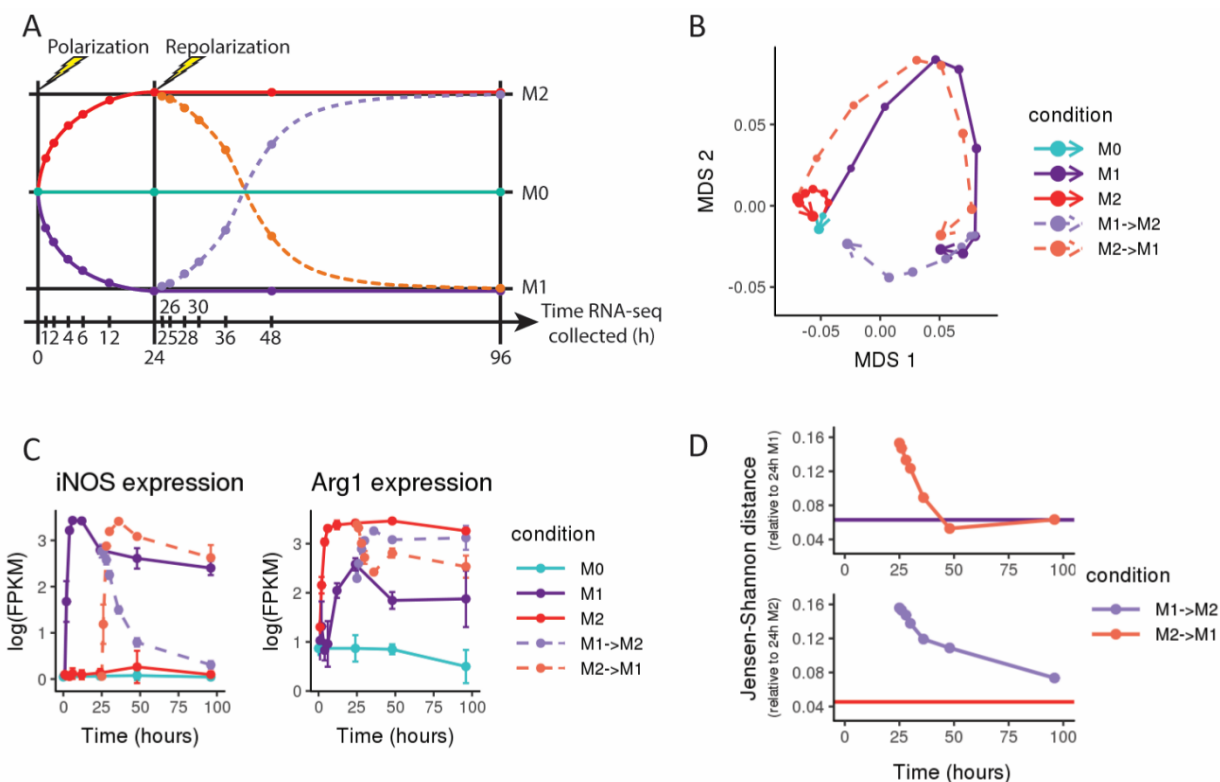 A
Polarization
Repolarization
M2
M0
M1
26 30
Time RNA-seq
collected (h)
1 2 4 6 12 25 28 36 48
0 24 96
B
MDS 2
0.05
0.00
-0.05
-0.05 0.00 0.05
MDS 1
condition
M0
M1
M2
M1->M2
M2->M1
C
iNOS expression
log(FPKM)
3
2
1
0
0 25 50 75 100
Time (hours)
Arg1 expression
log(FPKM)
3
2
1
0
0 25 50 75 100
Time (hours)
condition
M0
M1
M2
M1->M2
M2->M1
D
Jensen-Shannon distance
(relative to 24h M1)
0.16
0.12
0.08
0.04
0 25 50 75 100
(relative to 24h M2)
0.16
0.12
0.08
0.04
0 25 50 75 100
Time (hours)
condition
M1->M2
M2->M1